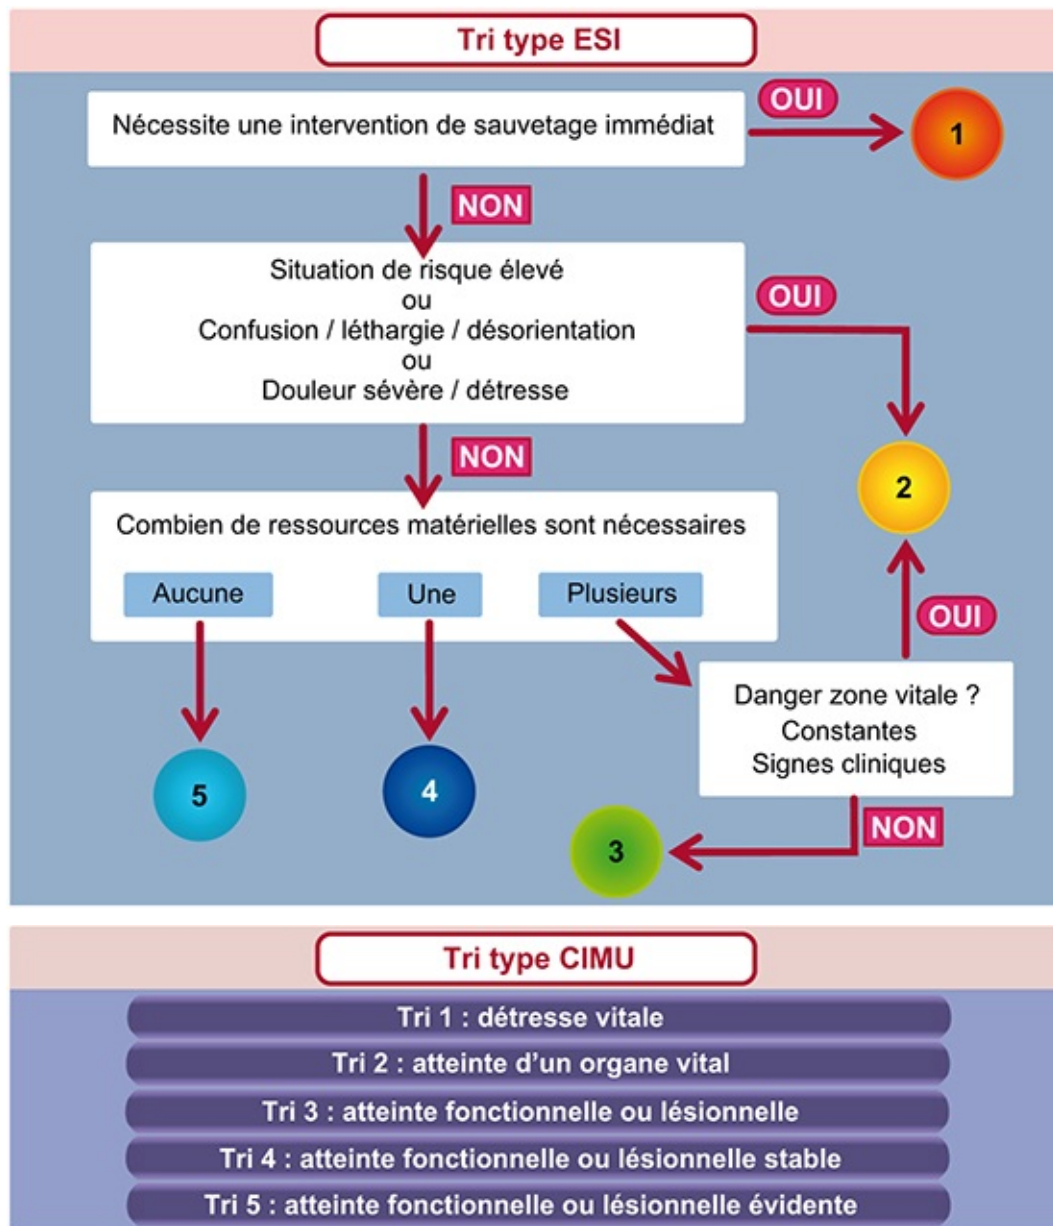 Tri type ESI
Nécessite une intervention de sauvetage immédiat
OUI
1
NON
Situation de risque élevé
ou
Confusion / léthargie / désorientation
ou
Douleur sévère / détresse
OUI
2
NON
Combien de ressources matérielles sont nécessaires
Aucune
Une
Plusieurs
OUI
Danger zone vitale ?
Constantes
Signes cliniques
5
4
NON
3
Tri type CIMU
Tri 1 : détresse vitale
Tri 2 : atteinte d'un organe vital
Tri 3 : atteinte fonctionnelle ou lésionnelle
Tri 4 : atteinte fonctionnelle ou lésionnelle stable
Tri 5 : atteinte fonctionnelle ou lésionnelle évidente